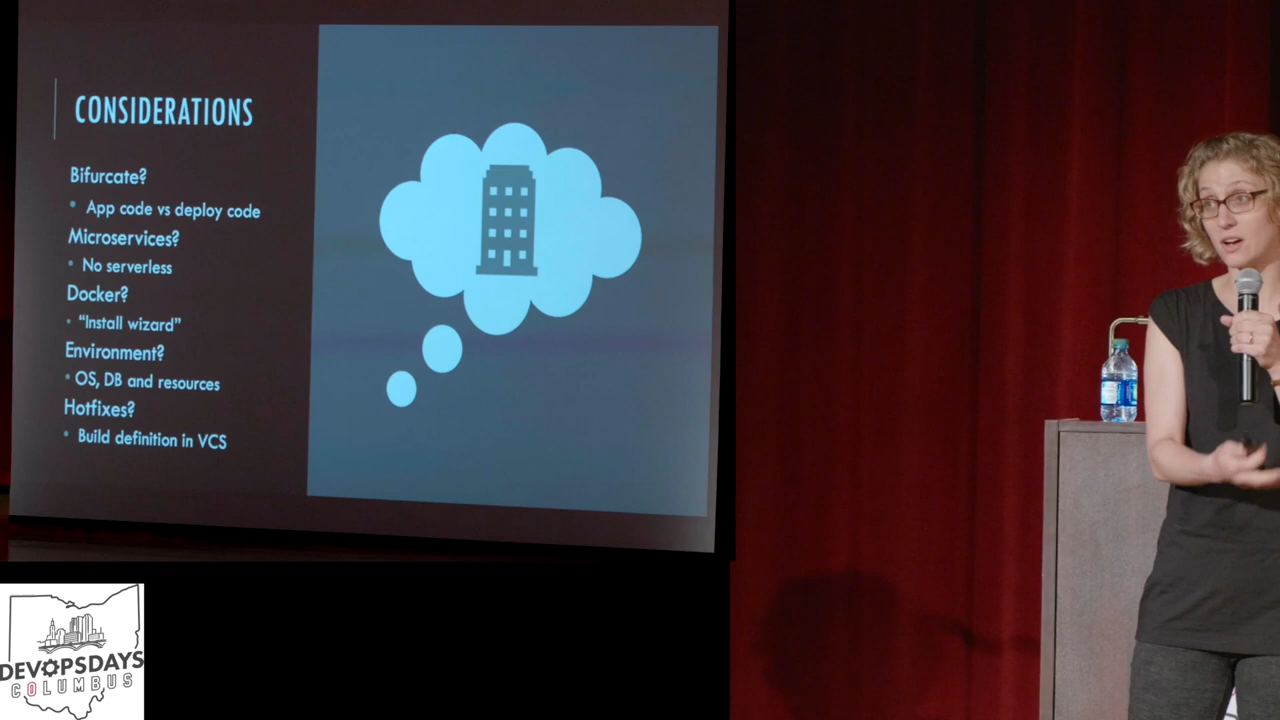 CONSIDERATIONS
Bifurcate?
• App code vs deploy code
Microservices?
• No serverless
Docker?
• “Install wizard”
Environment?
• OS, DB and resources
Hotfixes?
• Build definition in VCS
DEVOPSDAYS
COLUMBUS